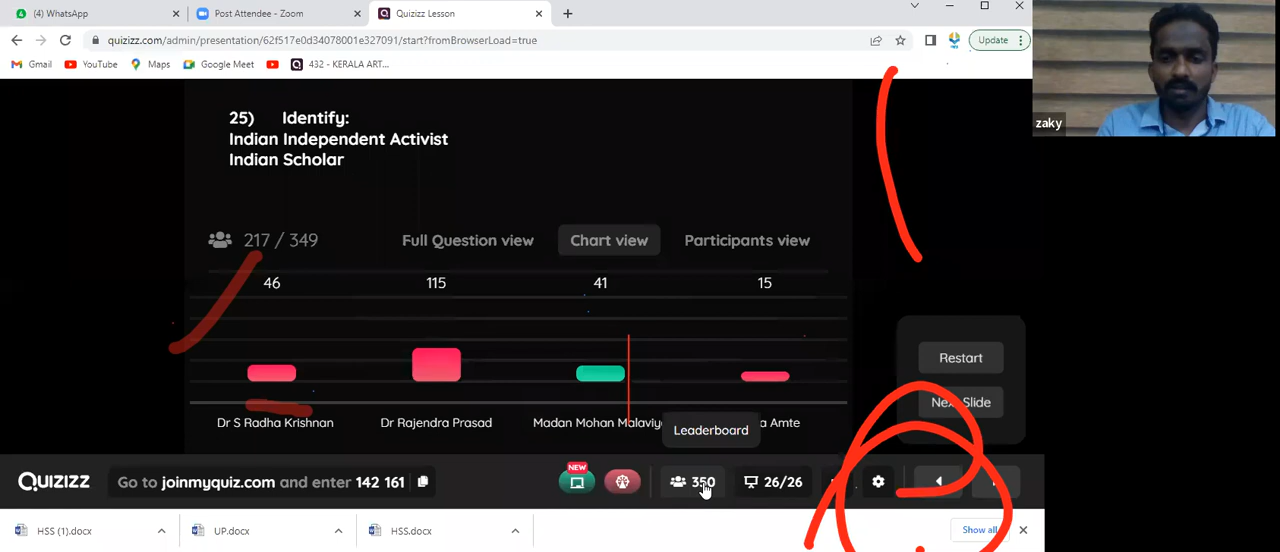 (4) WhatsApp
Post Attendee - Zoom
Quizizz Lesson
quizizz.com/admin/presentation/62f517e0d34078001e327091/start?fromBrowserLoad=true
Update
Gmail
YouTube
Maps
Google Meet
432 - KERALA ART...
zaky
25) Identify:
Indian Independent Activist
Indian Scholar
217 / 349
Full Question view
Chart view
Participants view
46
115
41
15
Restart
Next Slide
Dr S Radha Krishnan
Dr Rajendra Prasad
Madan Mohan Malaviy
Amte
Leaderboard
QUIZIZZ
Go to joinmyquiz.com and enter 142 161
NEW
350
26/26
HSS (1).docx
UP.docx
HSS.docx
Show all